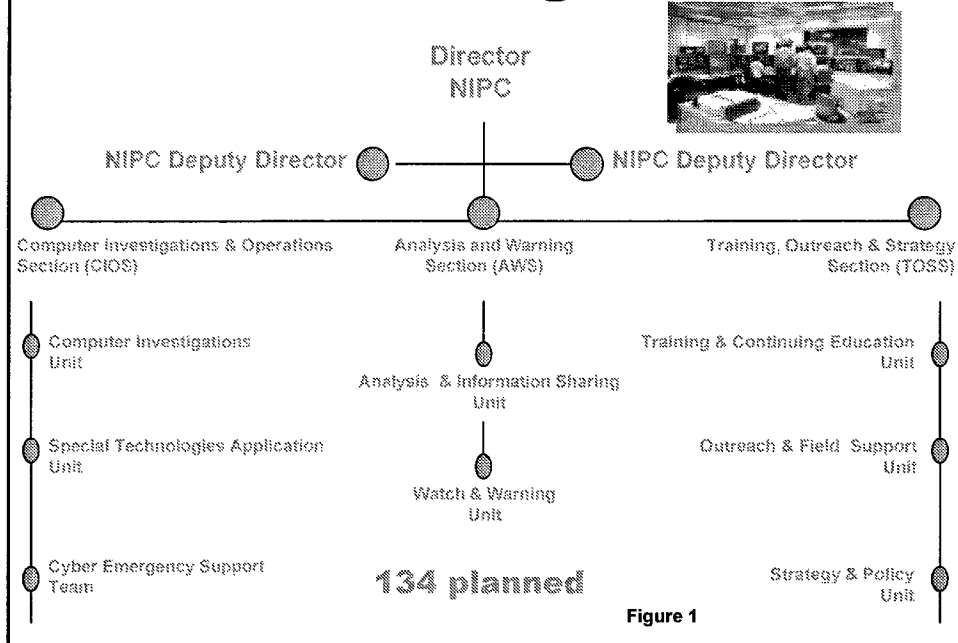 Director
NIPC
NIPC Deputy Director
NIPC Deputy Director
Computer Investigations & Operations
Section (CIOS)
Analysis and Warning
Section (AWS)
Training, Outreach & Strategy
Section (TOSS)
Computer Investigations
Unit
Special Technologies Application
Unit
Cyber Emergency Support
Team
Analysis & Information Sharing
Unit
Watch & Warning
Unit
134 planned
Training & Continuing Education
Unit
Outreach & Field Support
Unit
Strategy & Policy
Unit
Figure 1